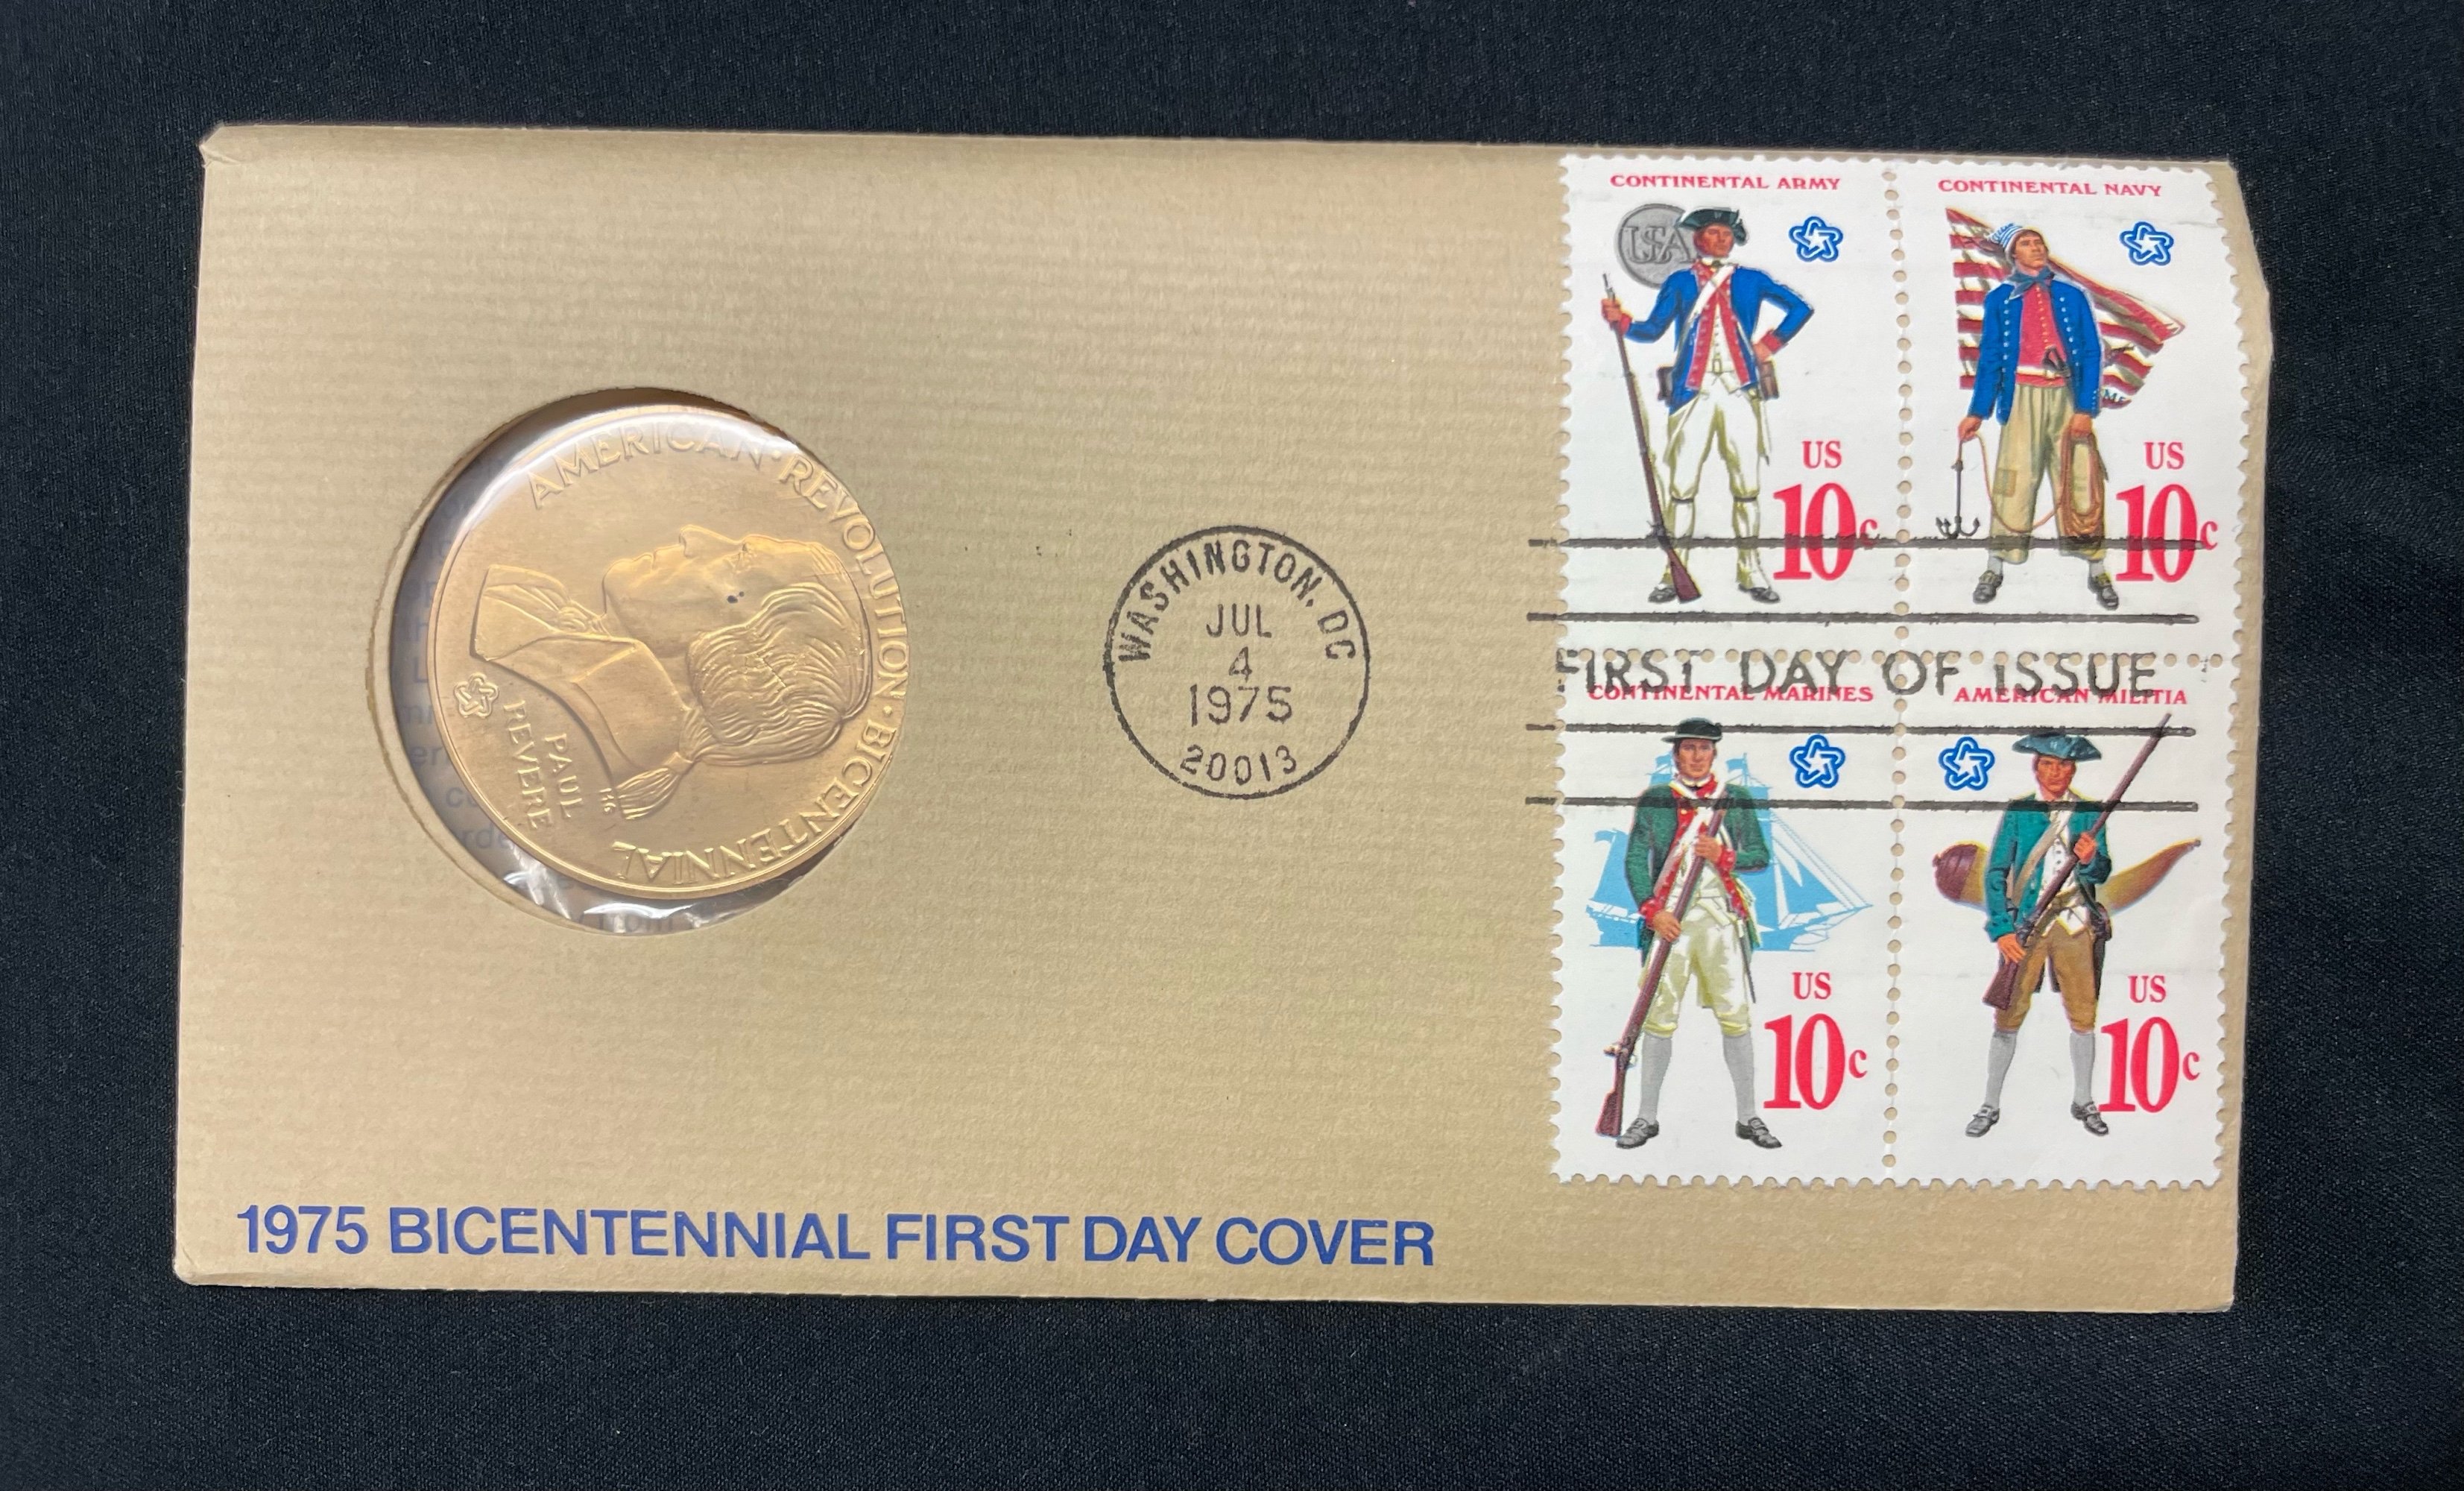 AMERICAN·REVOLUTION·BICENTENNIAL
PAUL
REVERE
HG
WASHINGTON, DC
JUL
4
1975
20013
CONTINENTAL ARMY
USA
US
10c
CONTINENTAL NAVY
US
10c
FIRST DAY OF ISSUE
CONTINENTAL MARINES
US
10c
AMERICAN MILITIA
US
10c
1975 BICENTENNIAL FIRST DAY COVER